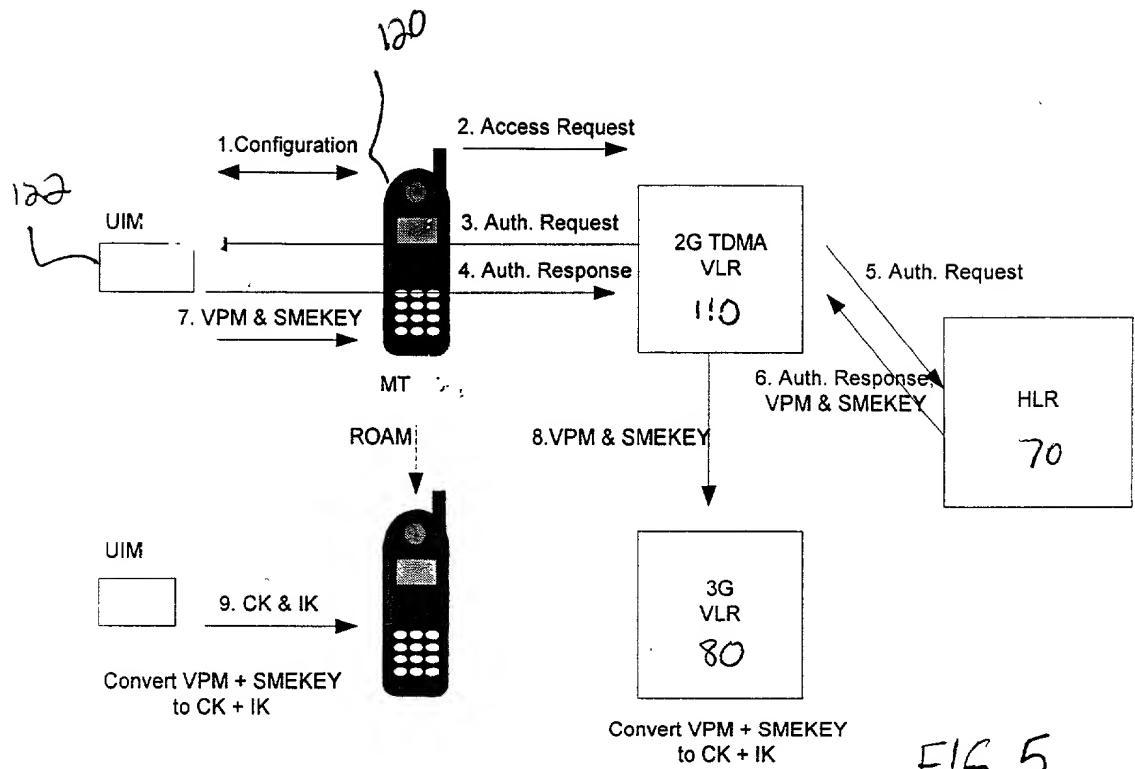 120
1.Configuration
2. Access Request
122
UIM
3. Auth. Request
2G TDMA
VLR
110
4. Auth. Response
5. Auth. Request
7. VPM & SMEKEY
MT
6. Auth. Response,
VPM & SMEKEY
HLR
70
ROAM
8.VPM & SMEKEY
UIM
9. CK & IK
3G
VLR
80
Convert VPM + SMEKEY
to CK + IK
Convert VPM + SMEKEY
to CK + IK
FIG. 5